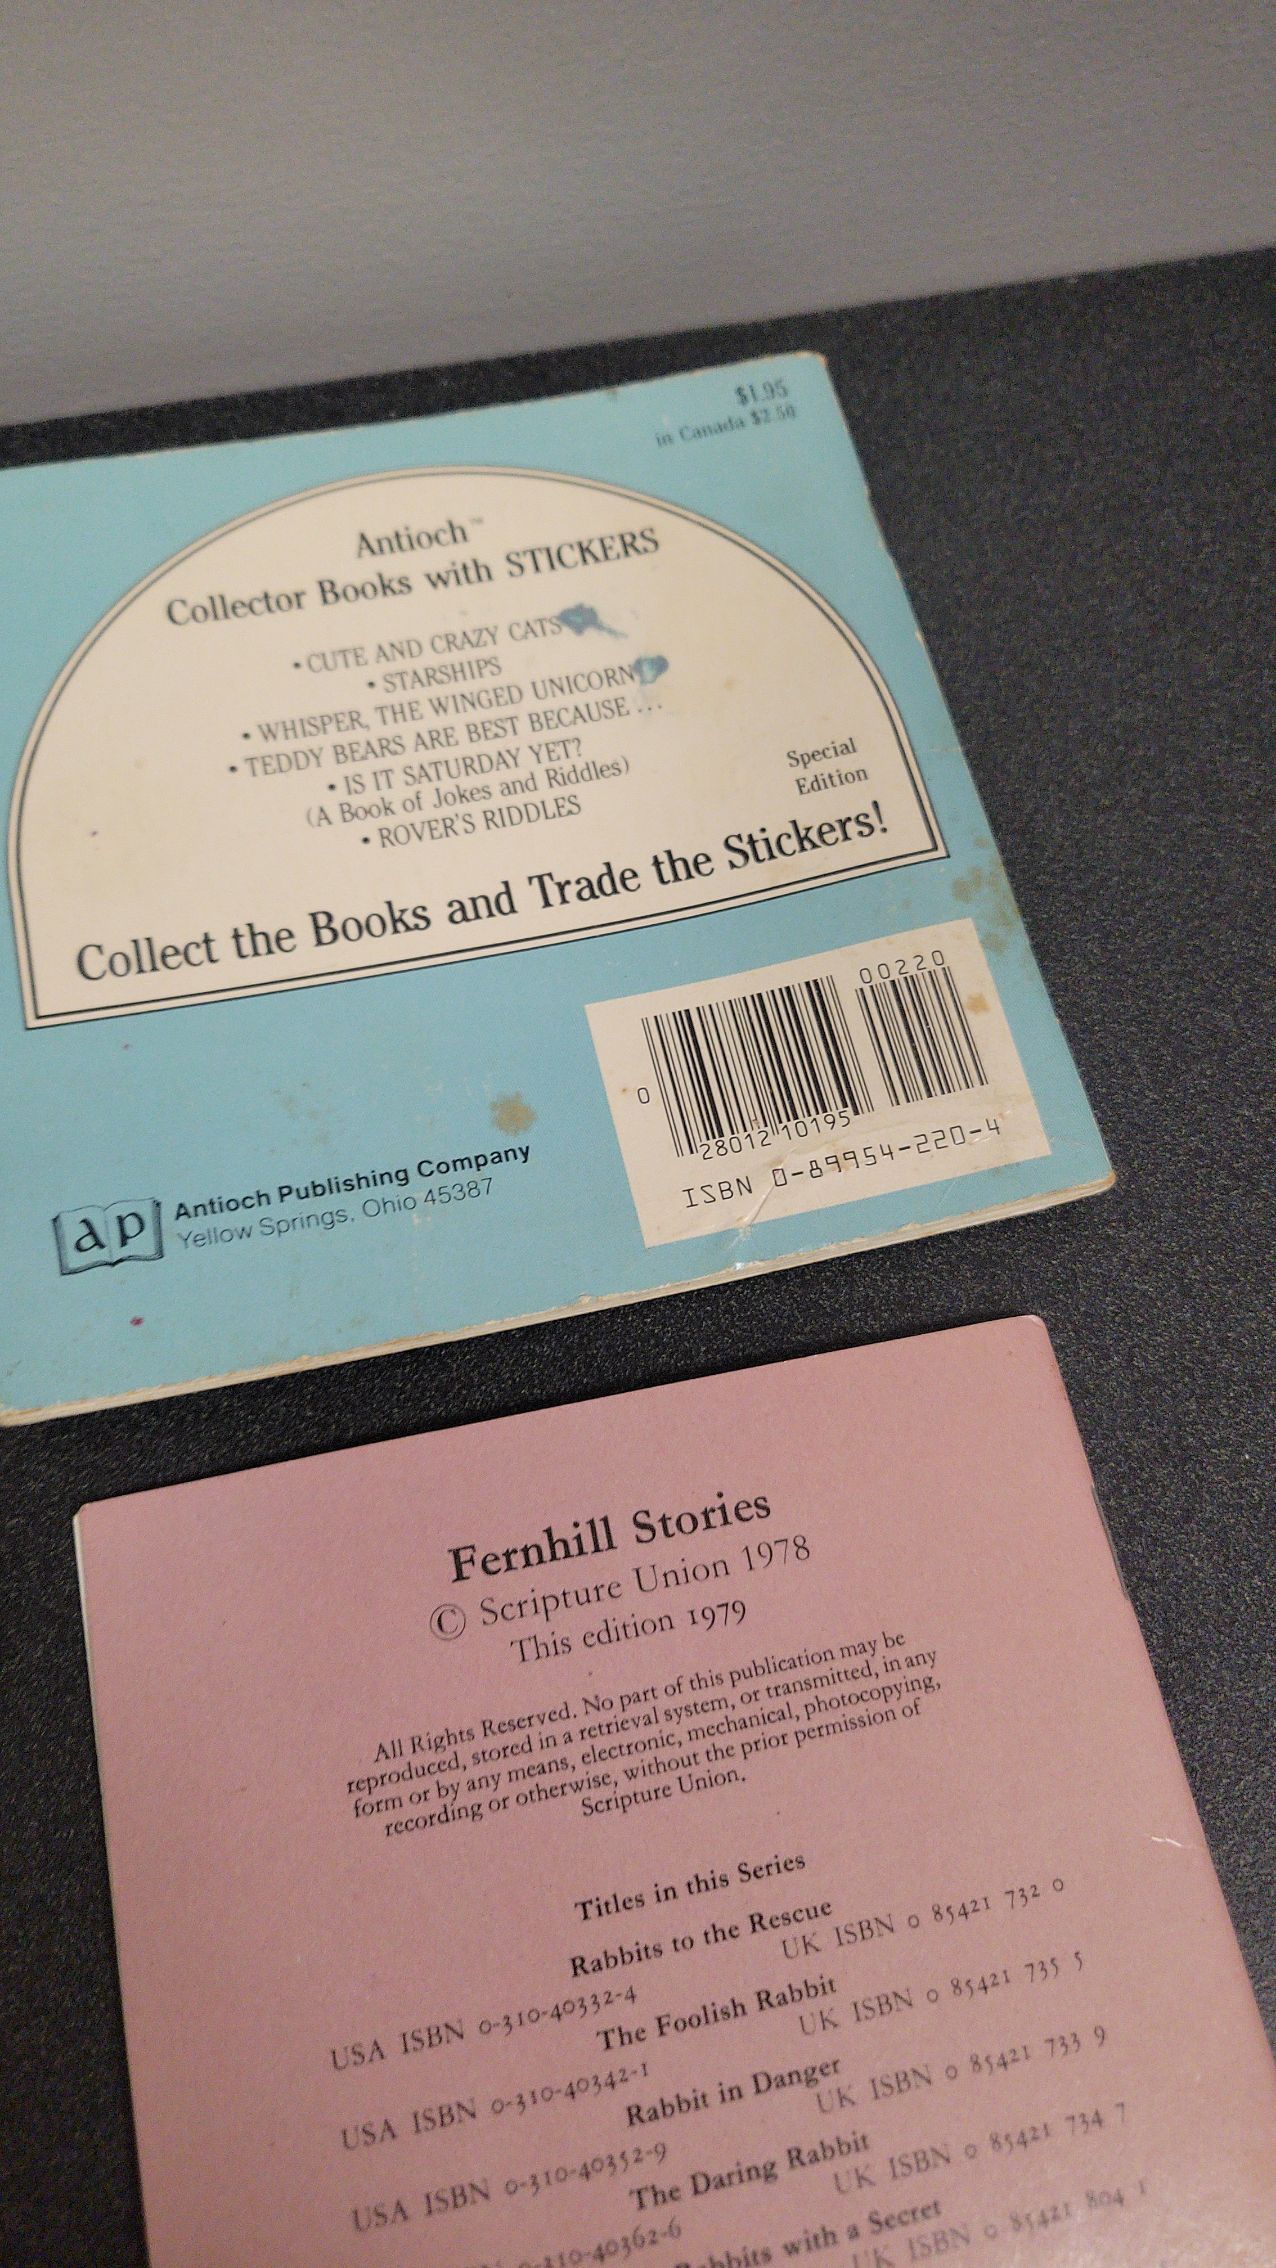 $1.95
in Canada $2.50
Antioch™
Collector Books with STICKERS
• CUTE AND CRAZY CATS
• STARSHIPS
• WHISPER, THE WINGED UNICORN
• TEDDY BEARS ARE BEST BECAUSE ...
• IS IT SATURDAY YET?
(A Book of Jokes and Riddles)
• ROVER'S RIDDLES
Special
Edition
Collect the Books and Trade the Stickers!
00220
0
28012 10195
ISBN 0-89954-220-4
ap
Antioch Publishing Company
Yellow Springs, Ohio 45387
Fernhill Stories
© Scripture Union 1978
This edition 1979
All Rights Reserved. No part of this publication may be
reproduced, stored in a retrieval system, or transmitted, in any
form or by any means, electronic, mechanical, photocopying,
recording or otherwise, without the prior permission of
Scripture Union.
Titles in this Series
Rabbits to the Rescue
USA ISBN 0-310-40332-4 UK ISBN 0 85421 732 0
The Foolish Rabbit
USA ISBN 0-310-40342-1 UK ISBN 0 85421 735 5
Rabbit in Danger
USA ISBN 0-310-40352-9 UK ISBN 0 85421 733 9
The Daring Rabbit
0-310-40362-6 UK ISBN 0 85421 734 7
Rabbits with a Secret
UK ISBN 0 85421 804 1